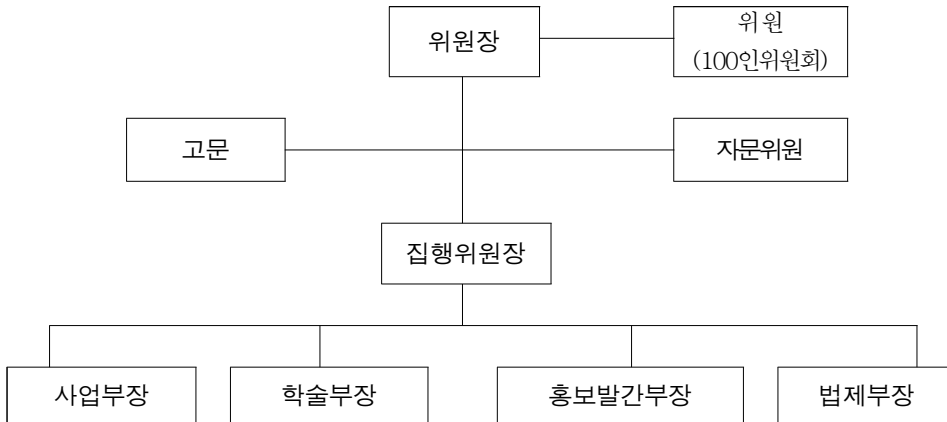 위원장
위원
(100인위원회)
고문
자문위원
집행위원장
사업부장
학술부장
홍보발간부장
법제부장